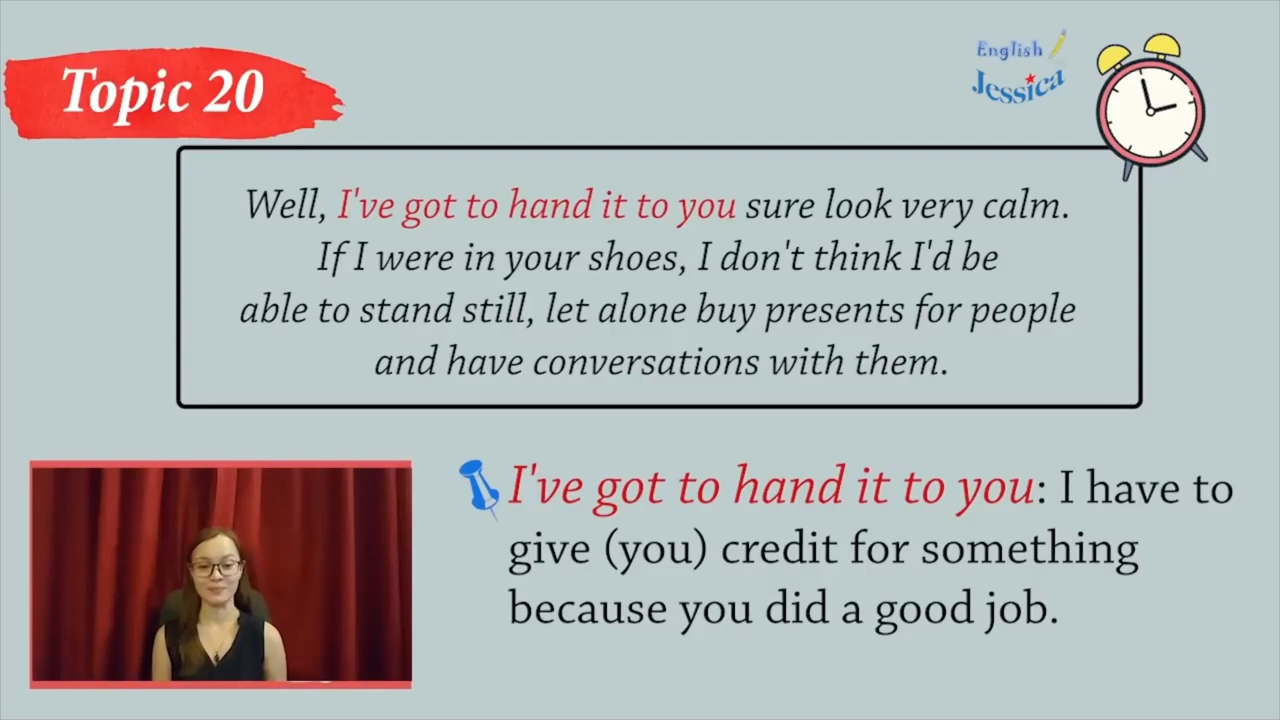 Topic 20
English
Jessica
Well, I've got to hand it to you sure look very calm.
If I were in your shoes, I don't think I'd be
able to stand still, let alone buy presents for people
and have conversations with them.
I've got to hand it to you: I have to
give (you) credit for something
because you did a good job.